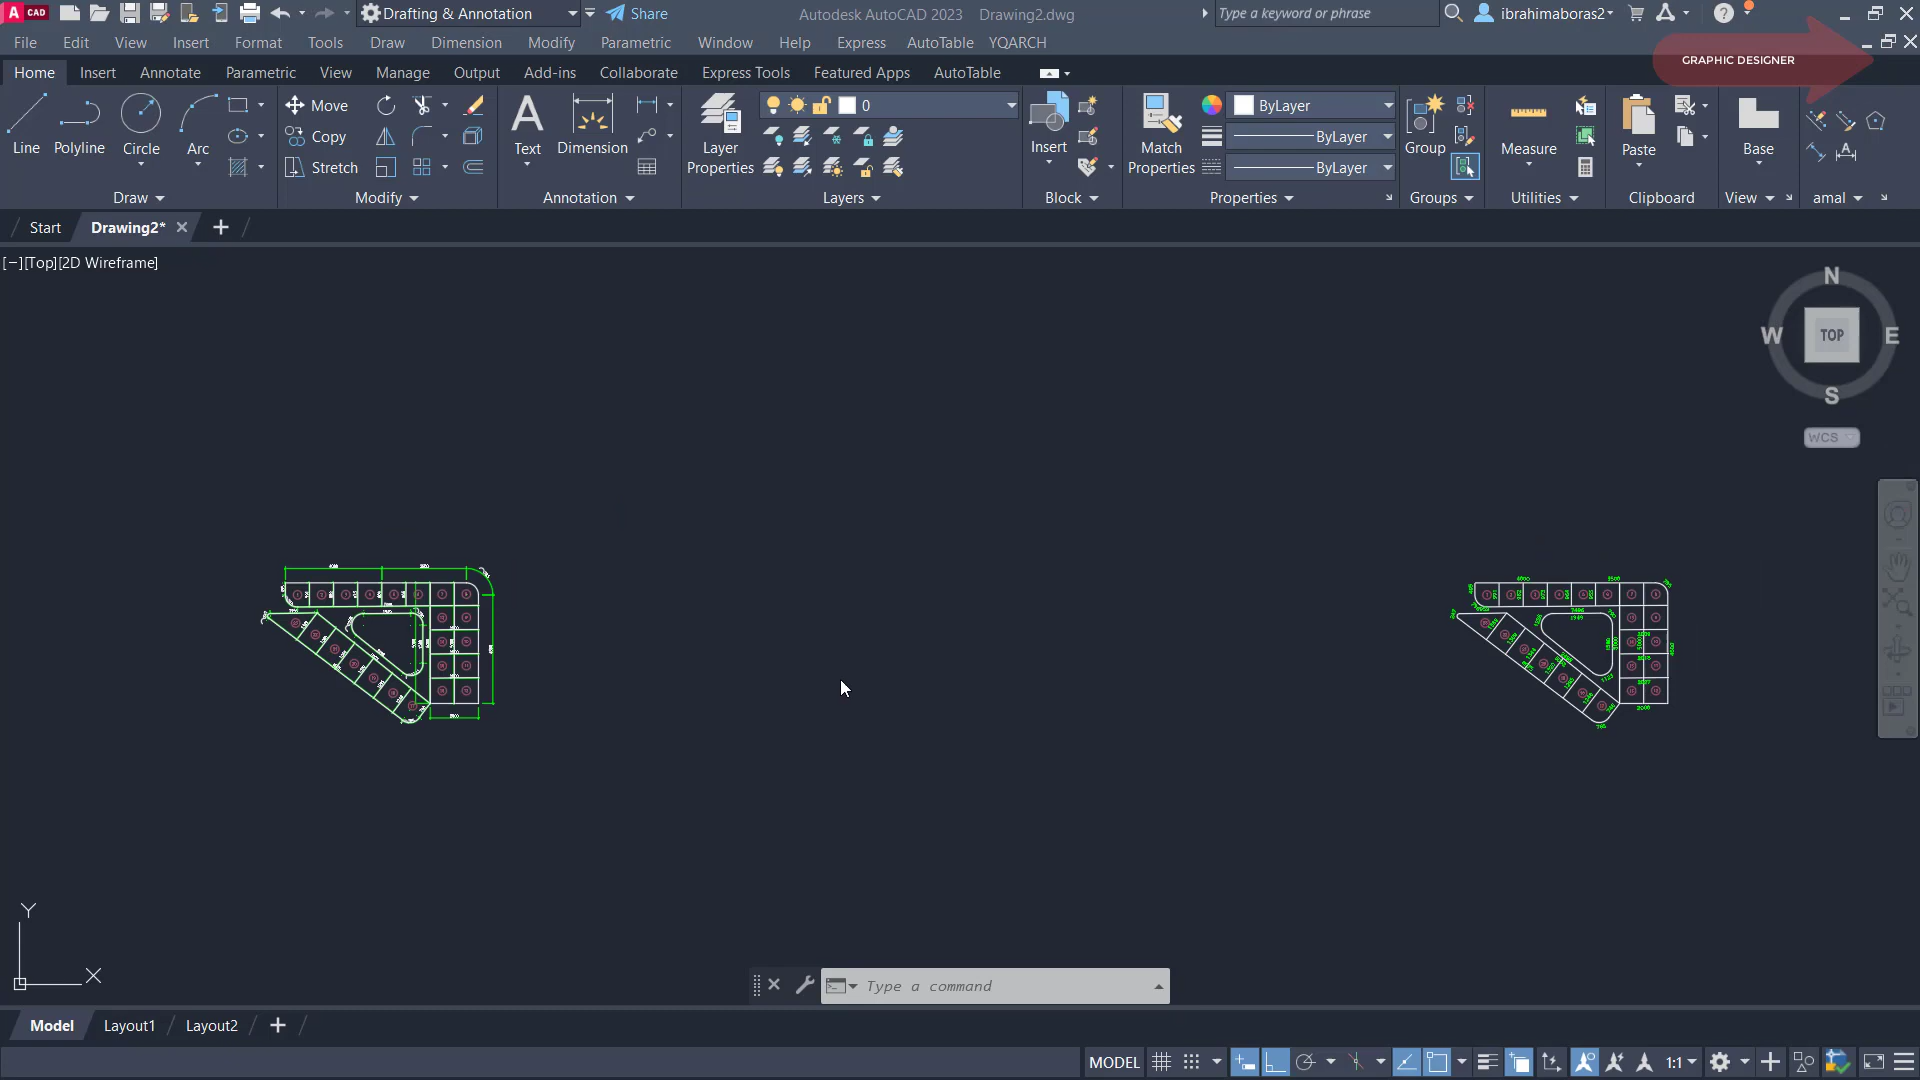 A CAD
Drafting & Annotation
Share
Autodesk AutoCAD 2023 Drawing2.dwg
Type a keyword or phrase
ibrahimaboras2
File Edit View Insert Format Tools Draw Dimension Modify Parametric Window Help Express AutoTable YQARCH
GRAPHIC DESIGNER
Home Insert Annotate Parametric View Manage Output Add-ins Collaborate Express Tools Featured Apps AutoTable
Move
0
ByLayer
Copy
ByLayer
Line Polyline Circle Arc
Text Dimension
Layer Properties
Insert
Match Properties
Group
Measure
Paste
Base
Stretch
ByLayer
Draw Modify Annotation Layers Block Properties Groups Utilities Clipboard View amal
Start Drawing2*
[−][Top][2D Wireframe]
N
W TOP E
S
WCS
Y
X
Type a command
Model Layout1 Layout2
MODEL 1:1